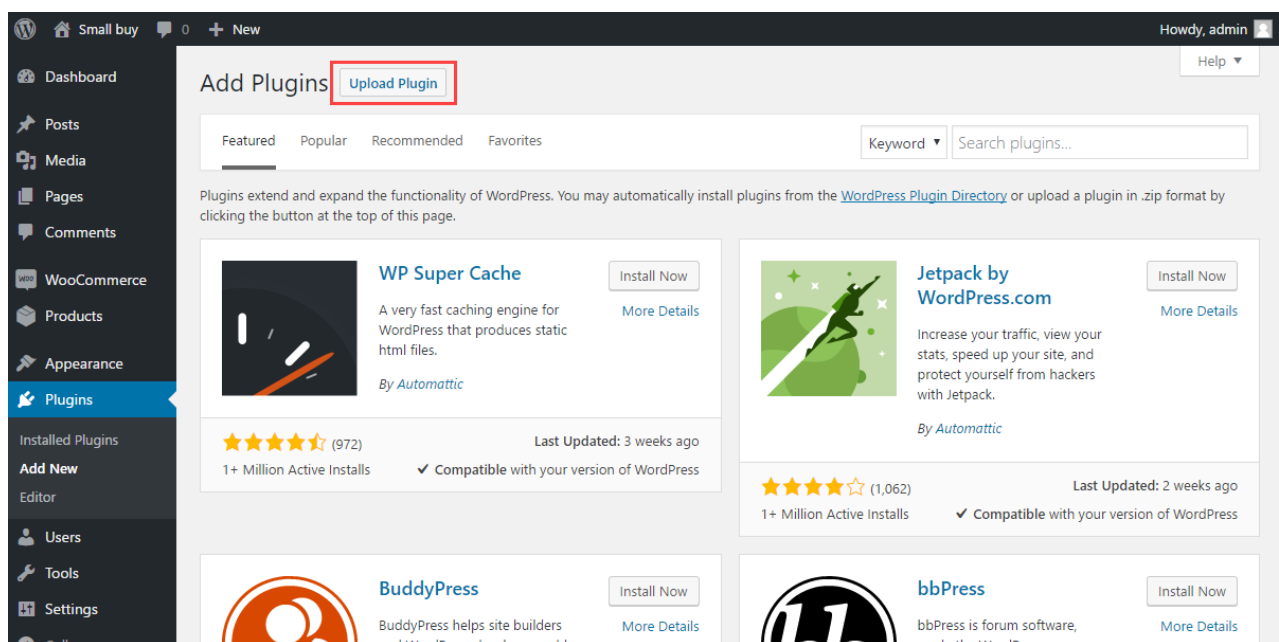 Small buy 0 New Howdy, admin
Help
Dashboard
Posts
Media
Pages
Comments
WOO WooCommerce
Products
Appearance
Plugins
Installed Plugins
Add New
Editor
Users
Tools
Settings
Add Plugins Upload Plugin
Featured Popular Recommended Favorites Keyword Search plugins...
Plugins extend and expand the functionality of WordPress. You may automatically install plugins from the WordPress Plugin Directory or upload a plugin in .zip format by
clicking the button at the top of this page.
WP Super Cache
Install Now
More Details
A very fast caching engine for
WordPress that produces static
html files.
By Automattic
(972) Last Updated: 3 weeks ago
1+ Million Active Installs Compatible with your version of WordPress
Jetpack by
WordPress.com
Install Now
More Details
Increase your traffic, view your
stats, speed up your site, and
protect yourself from hackers
with Jetpack.
By Automattic
(1,062) Last Updated: 2 weeks ago
1+ Million Active Installs Compatible with your version of WordPress
BuddyPress
Install Now
More Details
BuddyPress helps site builders
bbPress
Install Now
More Details
bbPress is forum software,